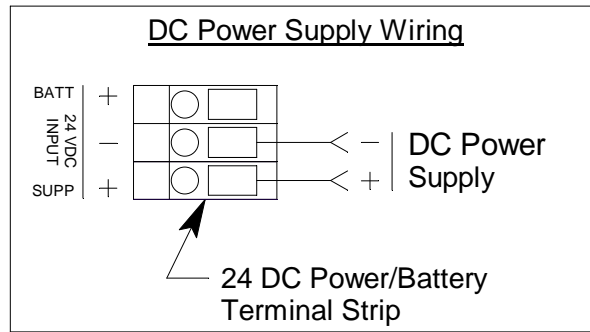 DC Power Supply Wiring
BATT +
24 VDC
INPUT
-
SUPP +
- DC Power
+ Supply
24 DC Power/Battery
Terminal Strip